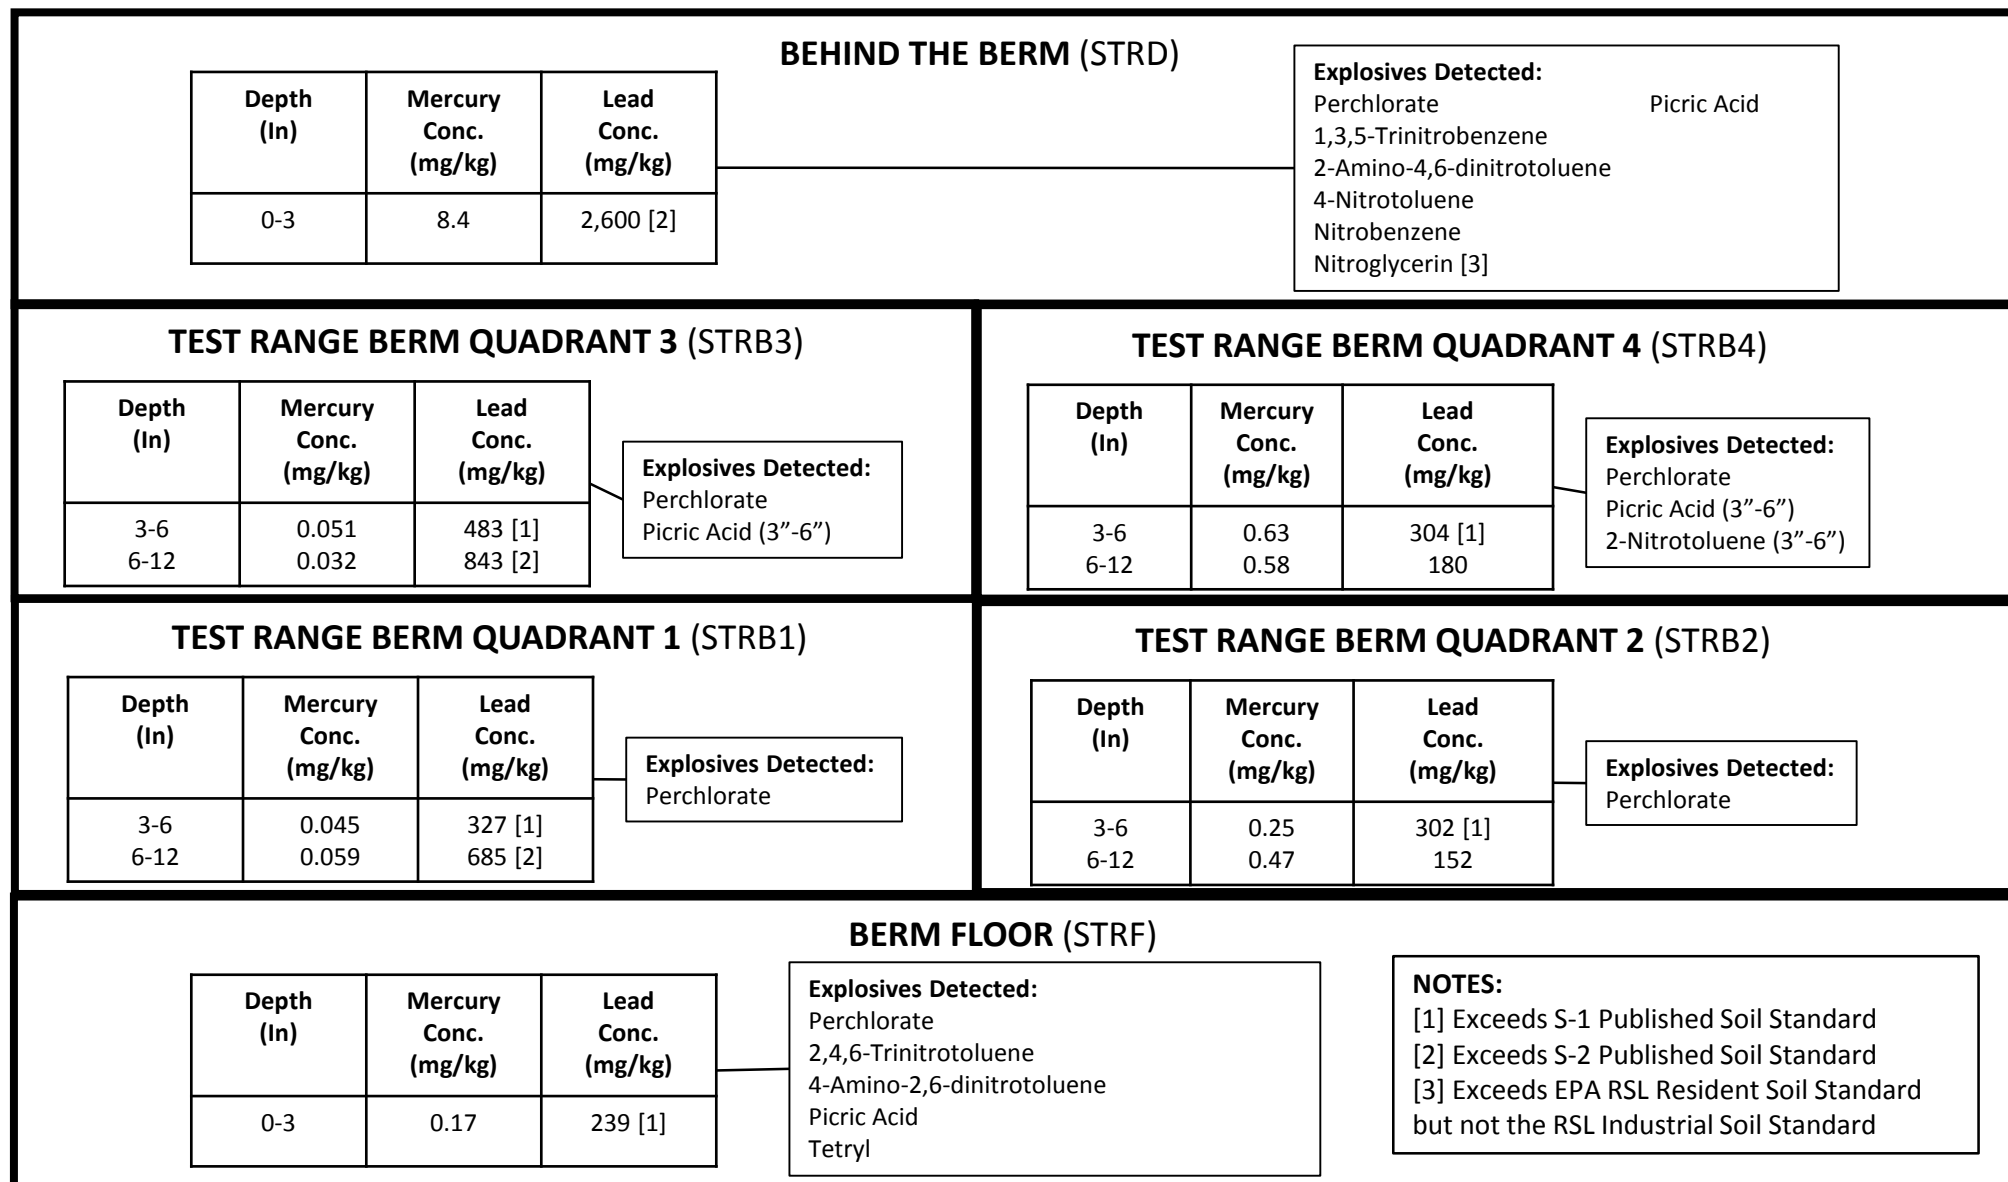 BEHIND THE BERM (STRD)
Depth (In) Mercury Conc. (mg/kg) Lead Conc. (mg/kg)
0-3 8.4 2,600 [2]
Explosives Detected:
Perchlorate Picric Acid
1,3,5-Trinitrobenzene
2-Amino-4,6-dinitrotoluene
4-Nitrotoluene
Nitrobenzene
Nitroglycerin [3]
TEST RANGE BERM QUADRANT 3 (STRB3)
Depth (In) Mercury Conc. (mg/kg) Lead Conc. (mg/kg)
3-6 0.051 483 [1]
6-12 0.032 843 [2]
Explosives Detected:
Perchlorate
Picric Acid (3”-6”)
TEST RANGE BERM QUADRANT 4 (STRB4)
Depth (In) Mercury Conc. (mg/kg) Lead Conc. (mg/kg)
3-6 0.63 304 [1]
6-12 0.58 180
Explosives Detected:
Perchlorate
Picric Acid (3”-6”)
2-Nitrotoluene (3”-6”)
TEST RANGE BERM QUADRANT 1 (STRB1)
Depth (In) Mercury Conc. (mg/kg) Lead Conc. (mg/kg)
3-6 0.045 327 [1]
6-12 0.059 685 [2]
Explosives Detected:
Perchlorate
TEST RANGE BERM QUADRANT 2 (STRB2)
Depth (In) Mercury Conc. (mg/kg) Lead Conc. (mg/kg)
3-6 0.25 302 [1]
6-12 0.47 152
Explosives Detected:
Perchlorate
BERM FLOOR (STRF)
Depth (In) Mercury Conc. (mg/kg) Lead Conc. (mg/kg)
0-3 0.17 239 [1]
Explosives Detected:
Perchlorate
2,4,6-Trinitrotoluene
4-Amino-2,6-dinitrotoluene
Picric Acid
Tetryl
NOTES:
[1] Exceeds S-1 Published Soil Standard
[2] Exceeds S-2 Published Soil Standard
[3] Exceeds EPA RSL Resident Soil Standard
but not the RSL Industrial Soil Standard